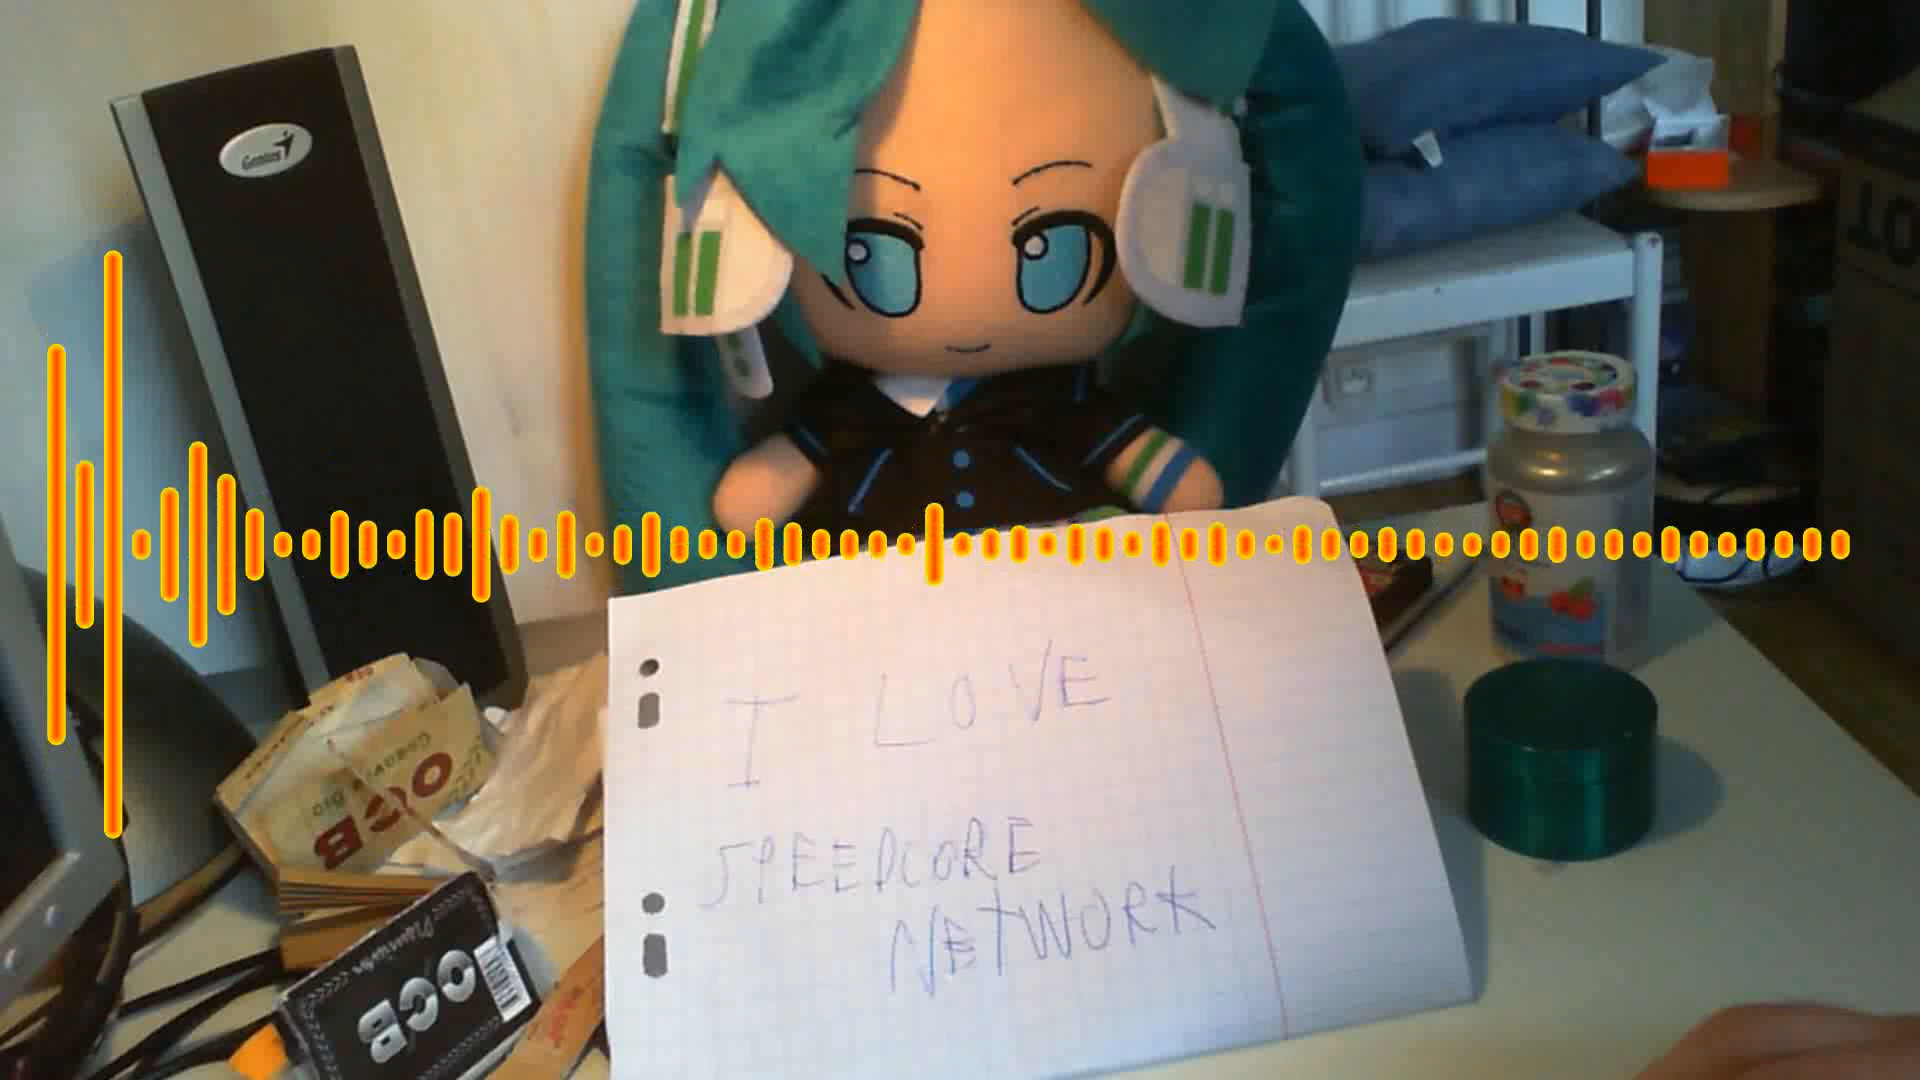 Genius
I LOVE
SPEEDCORE
NETWORK
OCB
OCB
Premium